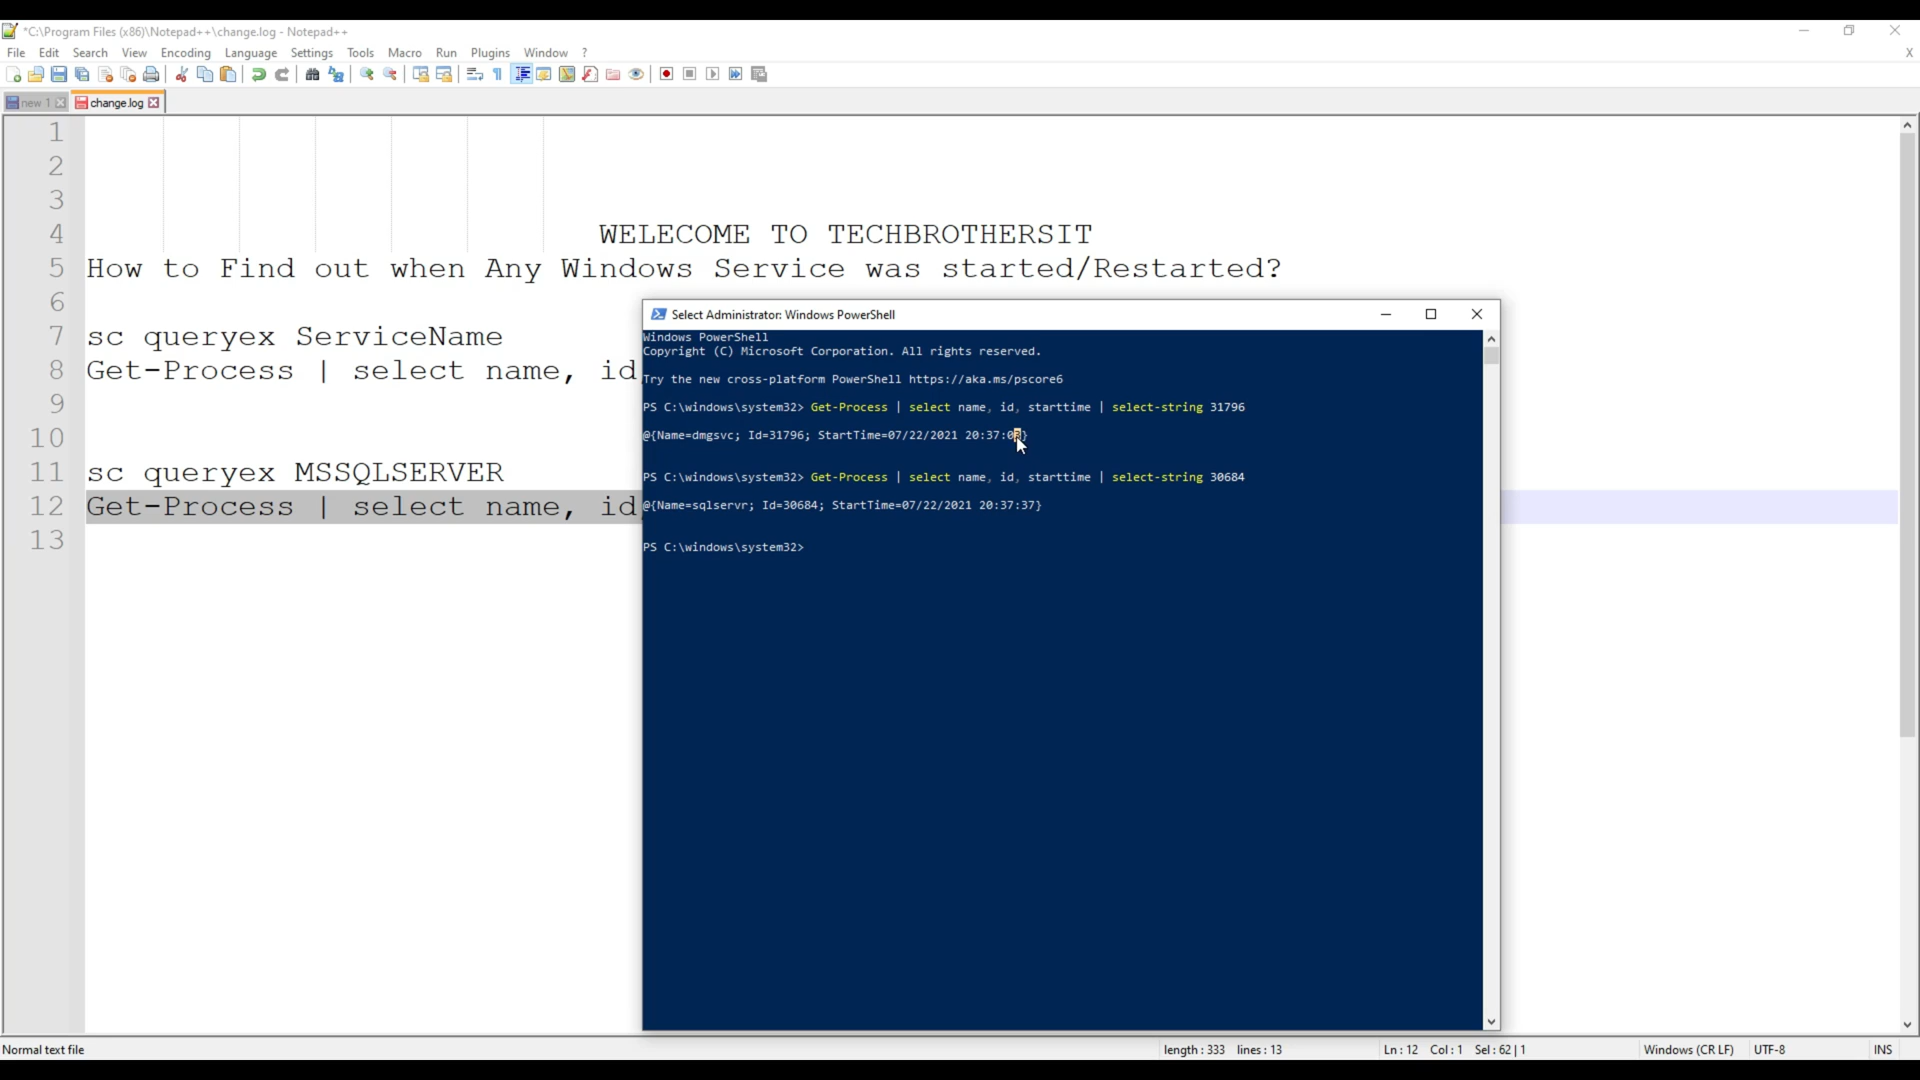 *C:\Program Files (x86)\Notepad++\change.log - Notepad++
File Edit Search View Encoding Language Settings Tools Macro Run Plugins Window ? X
new 1 change.log
1
2
3
4 WELECOME TO TECHBROTHERSIT
5 How to Find out when Any Windows Service was started/Restarted?
6
7 sc queryex ServiceName
8 Get-Process | select name, id
9
10
11 sc queryex MSSQLSERVER
12 Get-Process | select name, id
13
Select Administrator: Windows PowerShell
Windows PowerShell
Copyright (C) Microsoft Corporation. All rights reserved.
Try the new cross-platform PowerShell https://aka.ms/pscore6
PS C:\windows\system32> Get-Process | select name, id, starttime | select-string 31796
@{Name=dmgsvc; Id=31796; StartTime=07/22/2021
PS C:\windows\system32> Get-Process | select name, id, starttime | select-string 30684
@{Name=sqlservr; Id=30684; StartTime=07/22/2021 20:37:37}
PS C:\windows\system32>
Normal text file length : 333 lines : 13 Ln : 12 Col : 1 Sel : 62 | 1 Windows (CR LF) UTF-8 INS